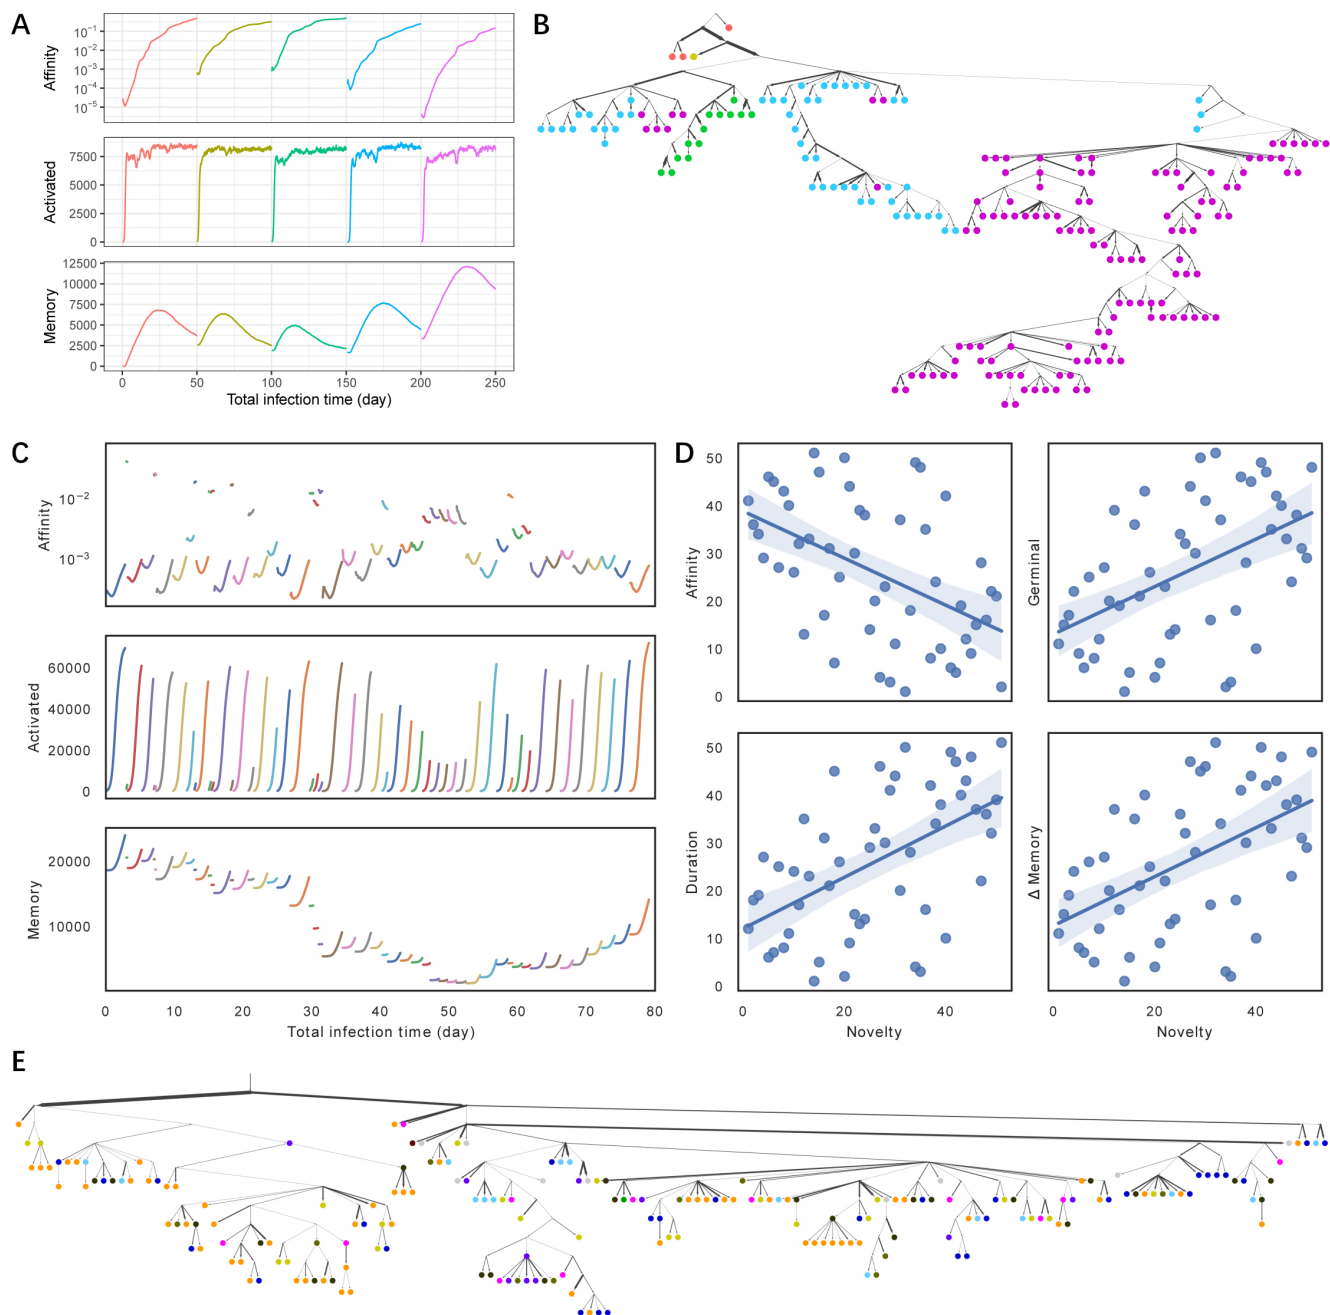 A
Affinity
10⁻¹
10⁻²
10⁻³
10⁻⁴
10⁻⁵
Activated
7500
5000
2500
0
Memory
12500
10000
7500
5000
2500
0
0 50 100 150 200 250
Total infection time (day)
B
C
Affinity
10⁻²
10⁻³
Activated
60000
40000
20000
0
Memory
20000
10000
0 10 20 30 40 50 60 70 80
Total infection time (day)
D
Affinity
50
40
30
20
10
0
Germinal
Duration
50
40
30
20
10
0
0 20 40
Novelty
Δ Memory
0 20 40
Novelty
E